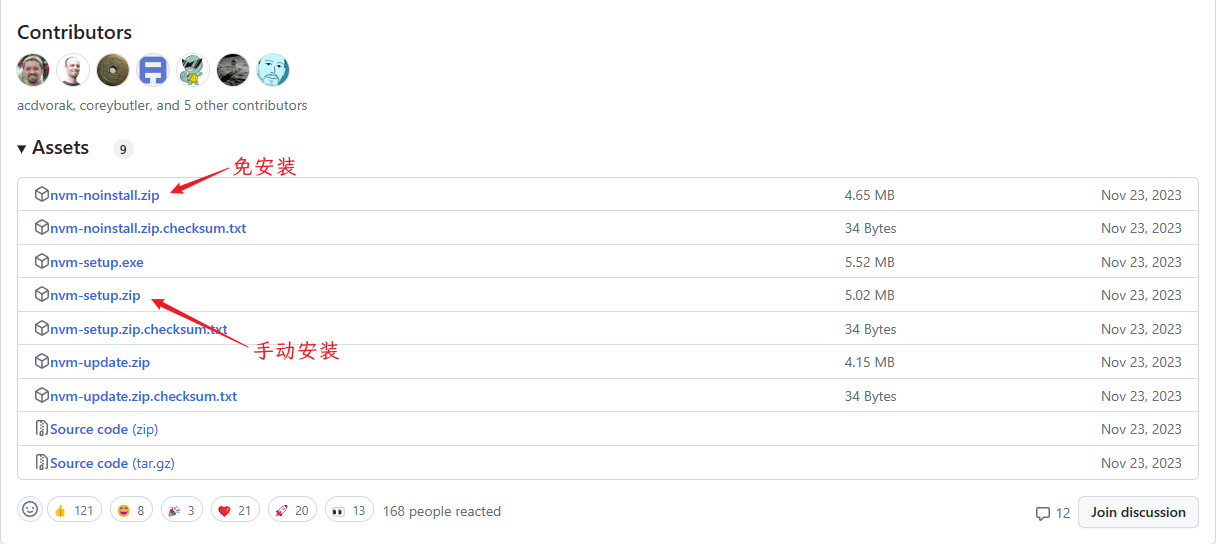 Contributors
acdvorak, coreybutler, and 5 other contributors
Assets 9
免安装
nvm-noinstall.zip 4.65 MB Nov 23, 2023
nvm-noinstall.zip.checksum.txt 34 Bytes Nov 23, 2023
nvm-setup.exe 5.52 MB Nov 23, 2023
nvm-setup.zip 5.02 MB Nov 23, 2023
nvm-setup.zip.checksum.txt 34 Bytes Nov 23, 2023
手动安装
nvm-update.zip 4.15 MB Nov 23, 2023
nvm-update.zip.checksum.txt 34 Bytes Nov 23, 2023
Source code (zip) Nov 23, 2023
Source code (tar.gz) Nov 23, 2023
121 8 3 21 20 13 168 people reacted 12 Join discussion